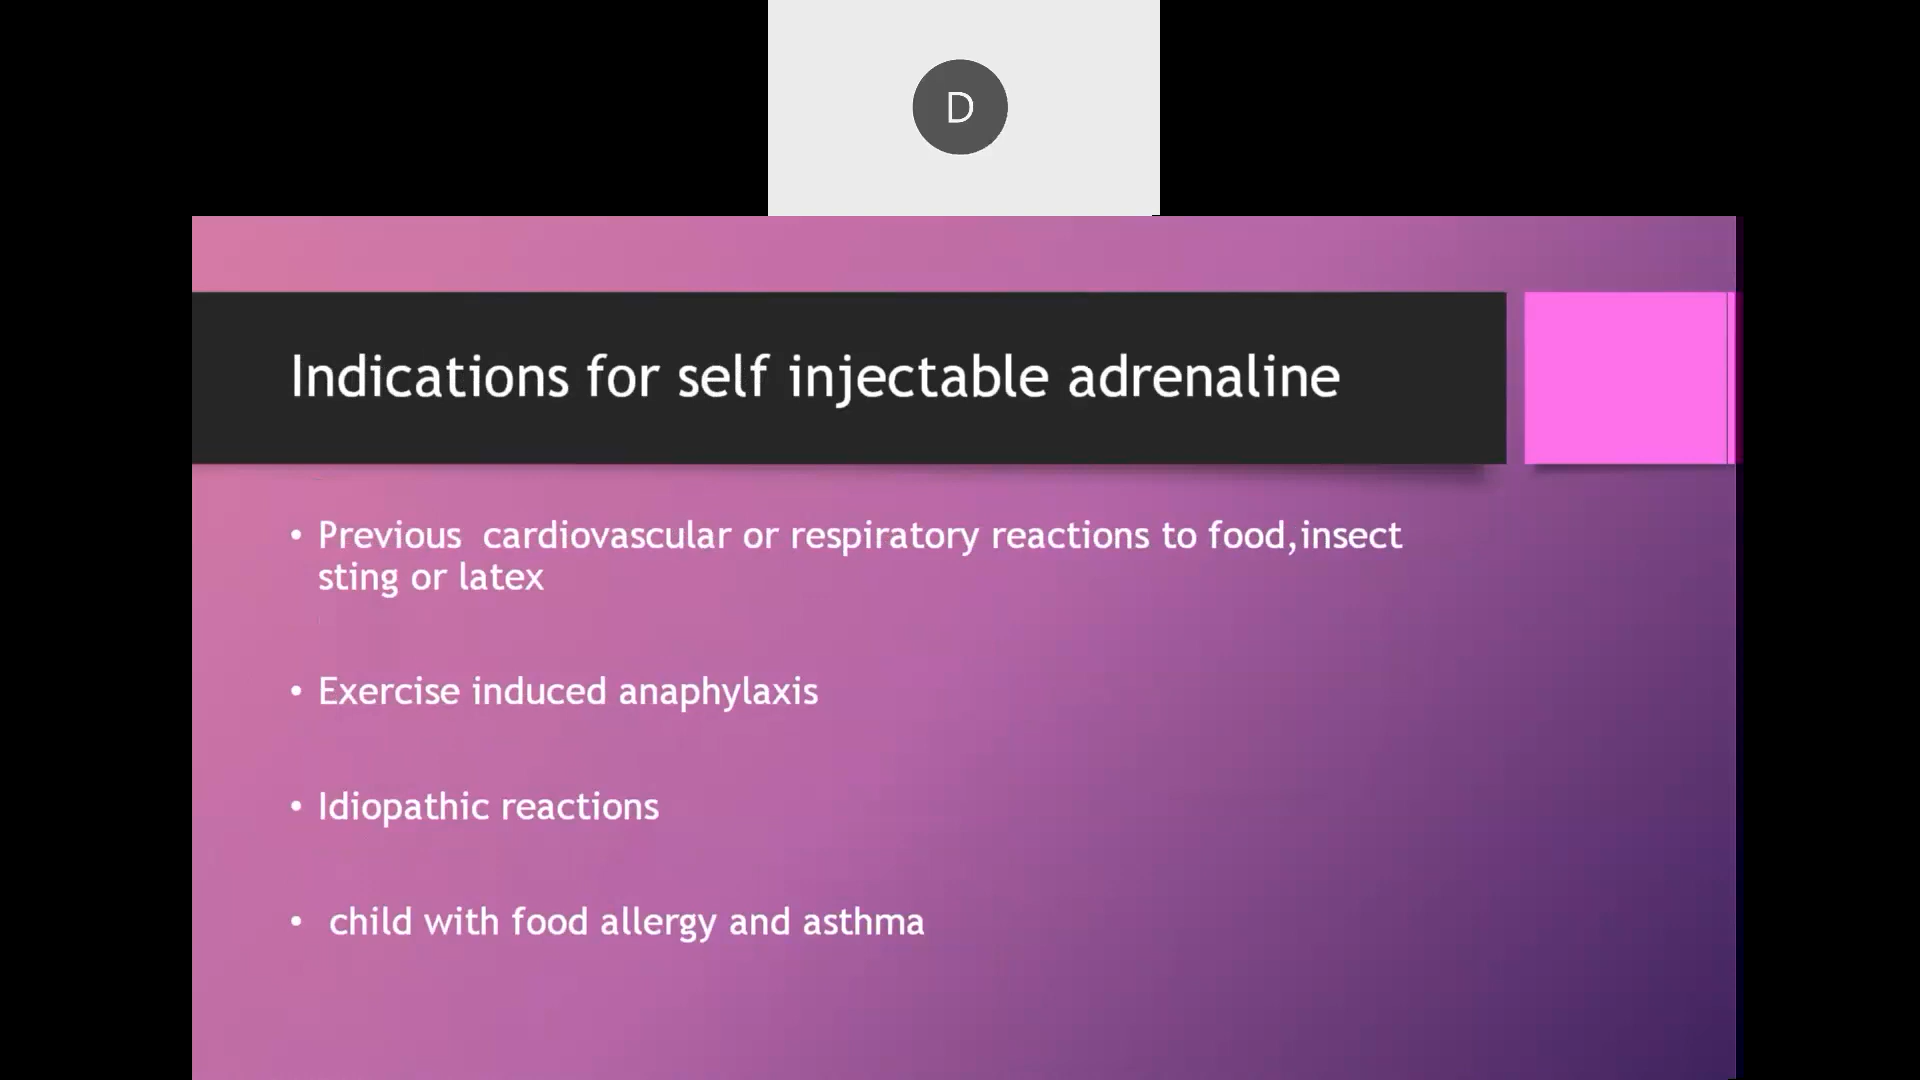 D
Indications for self injectable adrenaline
• Previous  cardiovascular or respiratory reactions to food,insect
sting or latex
• Exercise induced anaphylaxis
• Idiopathic reactions
•  child with food allergy and asthma